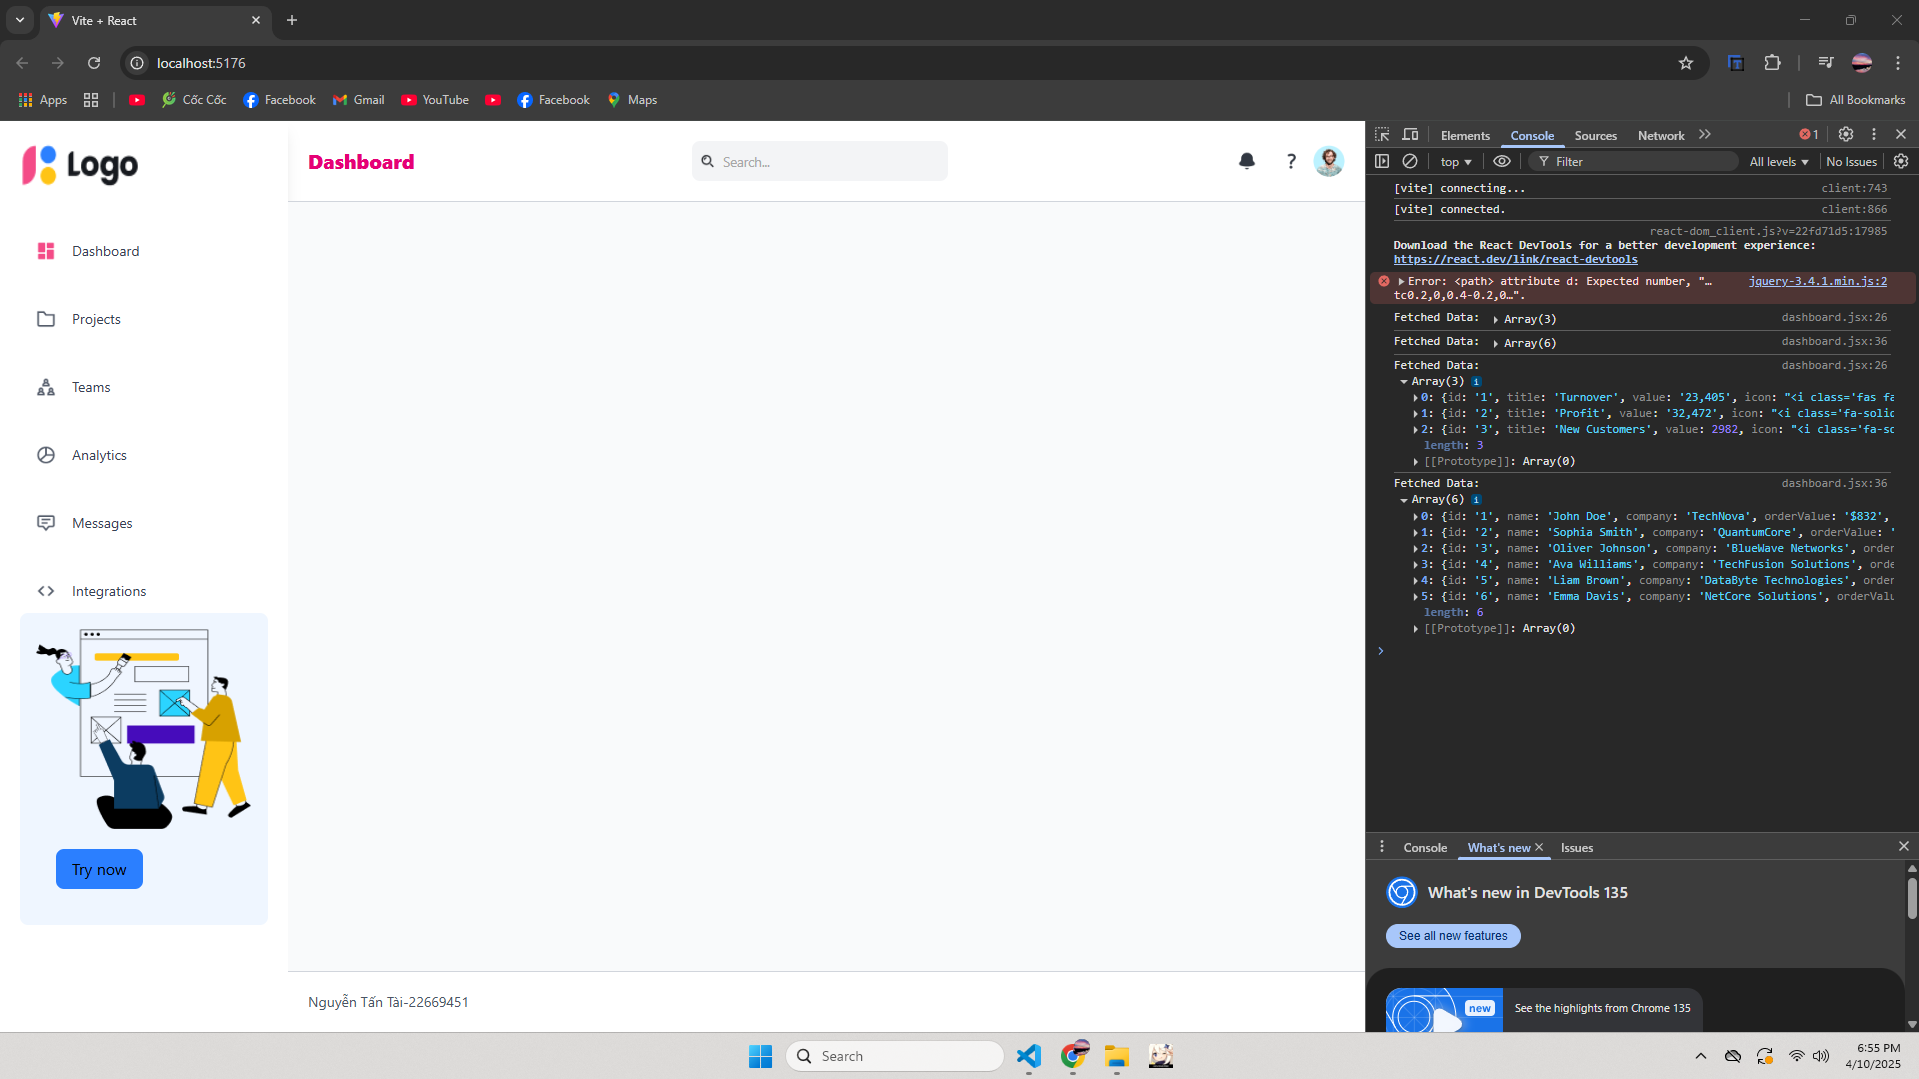 Vite + React
localhost:5176
Apps
Cốc Cốc
Facebook
Gmail
YouTube
Facebook
Maps
All Bookmarks
Logo
Dashboard
Projects
Teams
Analytics
Messages
Integrations
Try now
Dashboard
Search...
?
Nguyễn Tấn Tài-22669451
Elements Console Sources Network 1
top Filter All levels No Issues
[vite] connecting... client:743
[vite] connected. client:866
react-dom_client.js?v=22fd71d5:17985
Download the React DevTools for a better development experience:
https://react.dev/link/react-devtools
Error: <path> attribute d: Expected number, "… jquery-3.4.1.min.js:2
tc0.2,0,0.4-0.2,0…".
Fetched Data: Array(3) dashboard.jsx:26
Fetched Data: Array(6) dashboard.jsx:36
Fetched Data: dashboard.jsx:26
Array(3) i
0: {id: '1', title: 'Turnover', value: '23,405', icon: "<i class='fas fa
1: {id: '2', title: 'Profit', value: '32,472', icon: "<i class='fa-solid
2: {id: '3', title: 'New Customers', value: 2982, icon: "<i class='fa-so
length: 3
[[Prototype]]: Array(0)
Fetched Data: dashboard.jsx:36
Array(6) i
0: {id: '1', name: 'John Doe', company: 'TechNova', orderValue: '$832',
1: {id: '2', name: 'Sophia Smith', company: 'QuantumCore', orderValue: '
2: {id: '3', name: 'Oliver Johnson', company: 'BlueWave Networks', order
3: {id: '4', name: 'Ava Williams', company: 'TechFusion Solutions', orde
4: {id: '5', name: 'Liam Brown', company: 'DataByte Technologies', order
5: {id: '6', name: 'Emma Davis', company: 'NetCore Solutions', orderValu
length: 6
[[Prototype]]: Array(0)
Console What's new Issues
What's new in DevTools 135
See all new features
new
See the highlights from Chrome 135
Search
6:55 PM
4/10/2025